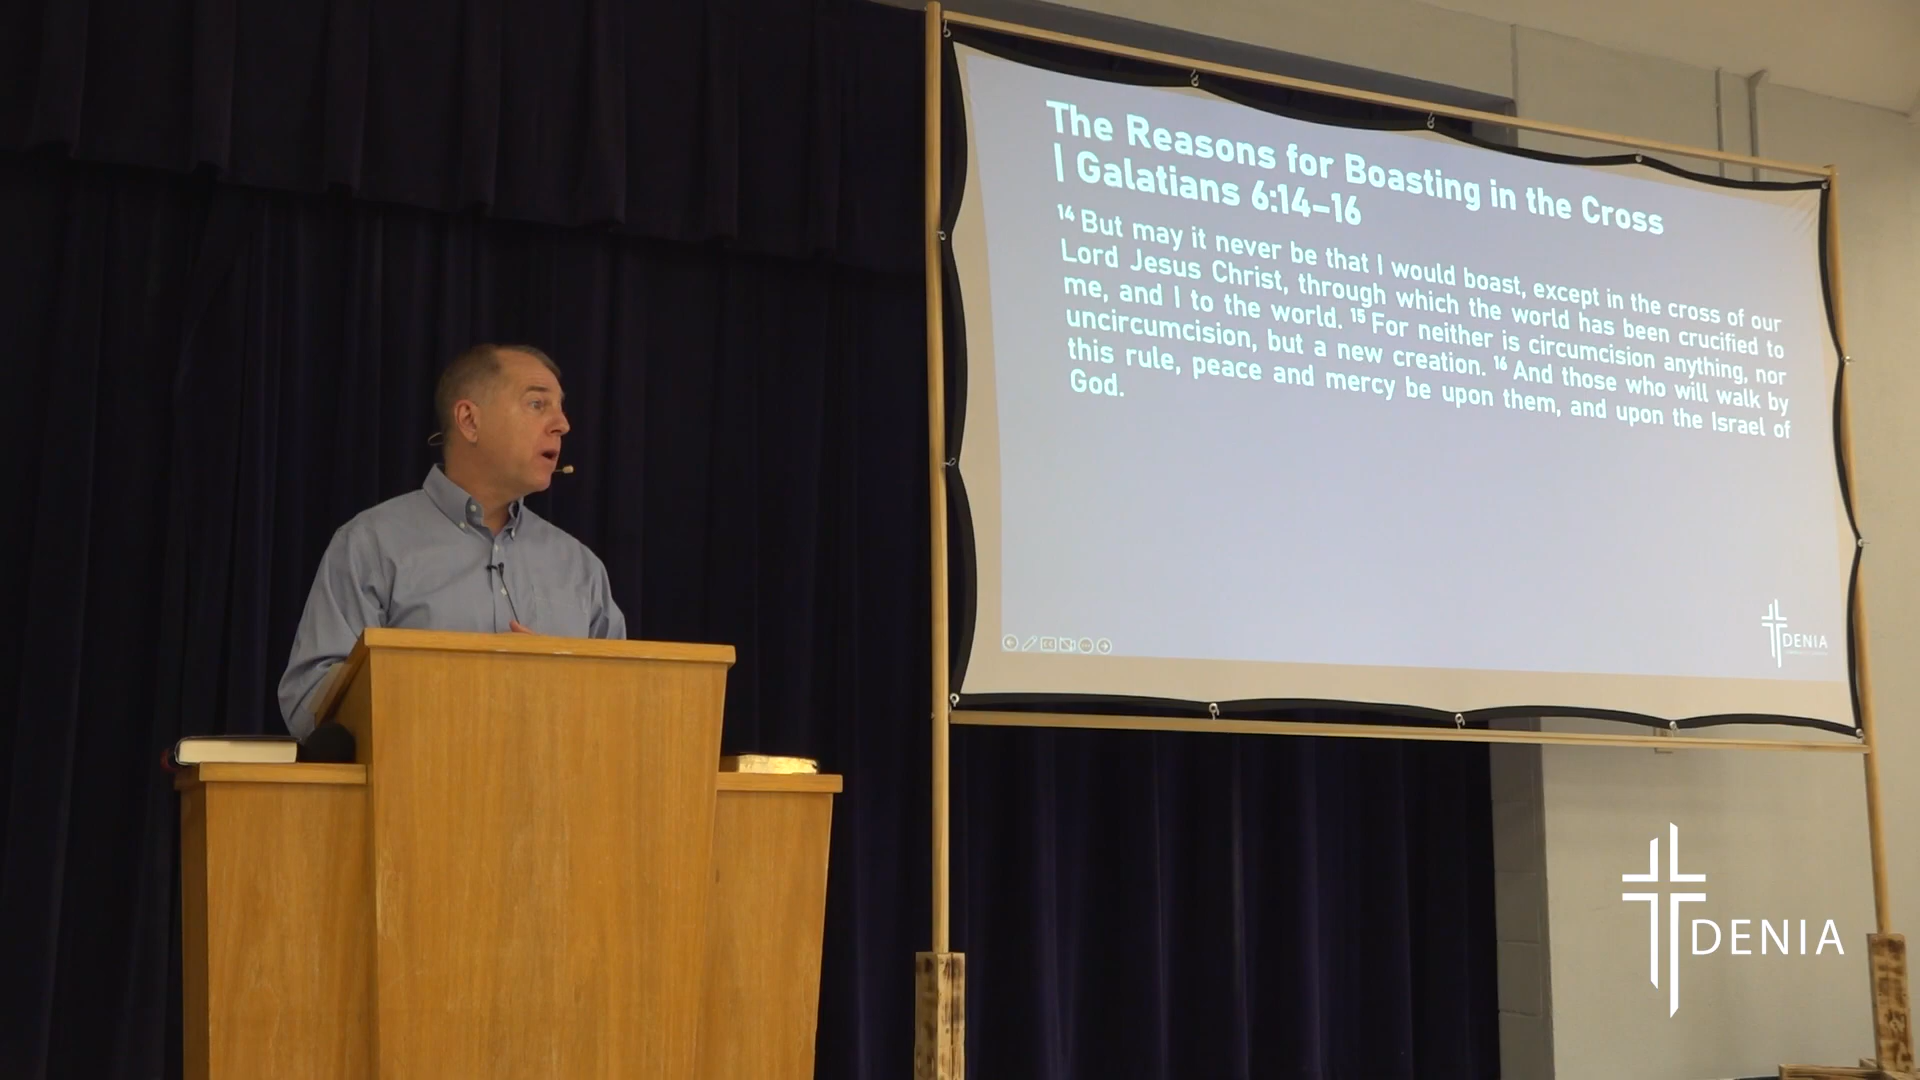 The Reasons for Boasting in the Cross
| Galatians 6:14–16
14 But may it never be that I would boast, except in the cross of our
Lord Jesus Christ, through which the world has been crucified to
me, and I to the world. 15 For neither is circumcision anything, nor
uncircumcision, but a new creation. 16 And those who will walk by
this rule, peace and mercy be upon them, and upon the Israel of
God.
DENIA
DENIA